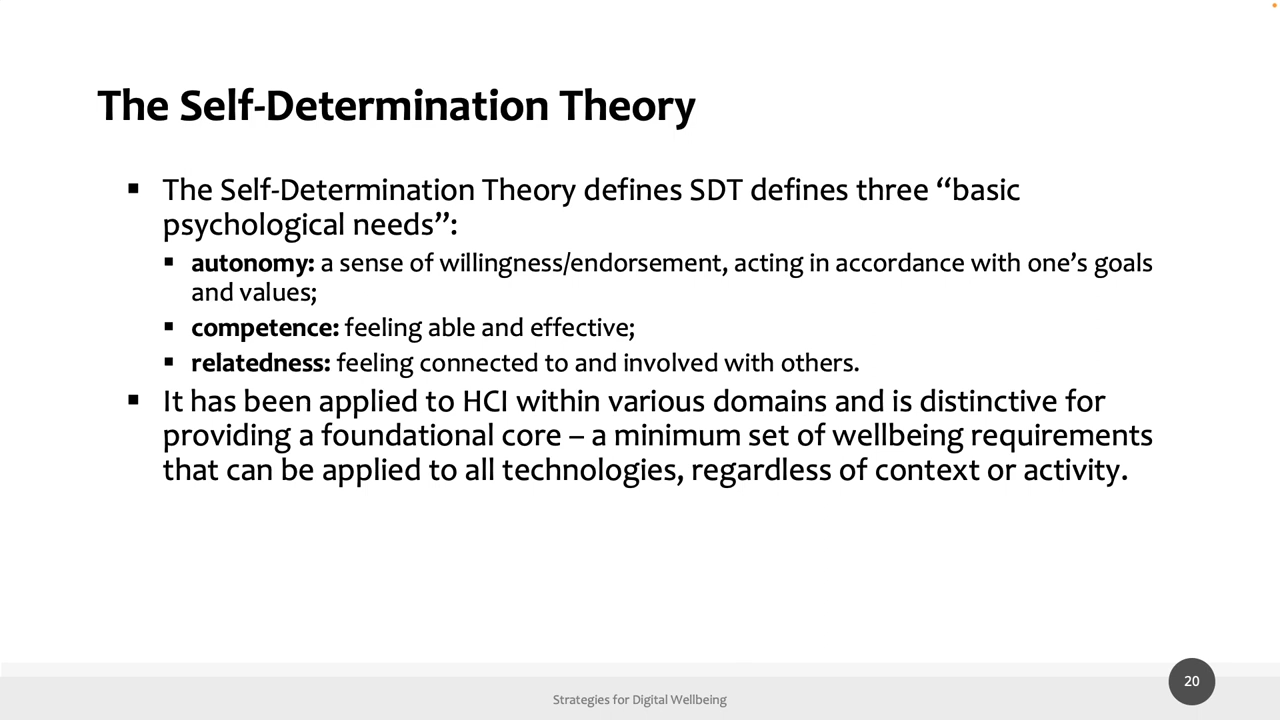 The Self-Determination Theory
▪ The Self-Determination Theory defines SDT defines three “basic
psychological needs”:
▪ autonomy: a sense of willingness/endorsement, acting in accordance with one’s goals
and values;
▪ competence: feeling able and effective;
▪ relatedness: feeling connected to and involved with others.
▪ It has been applied to HCI within various domains and is distinctive for
providing a foundational core – a minimum set of wellbeing requirements
that can be applied to all technologies, regardless of context or activity.
Strategies for Digital Wellbeing
20